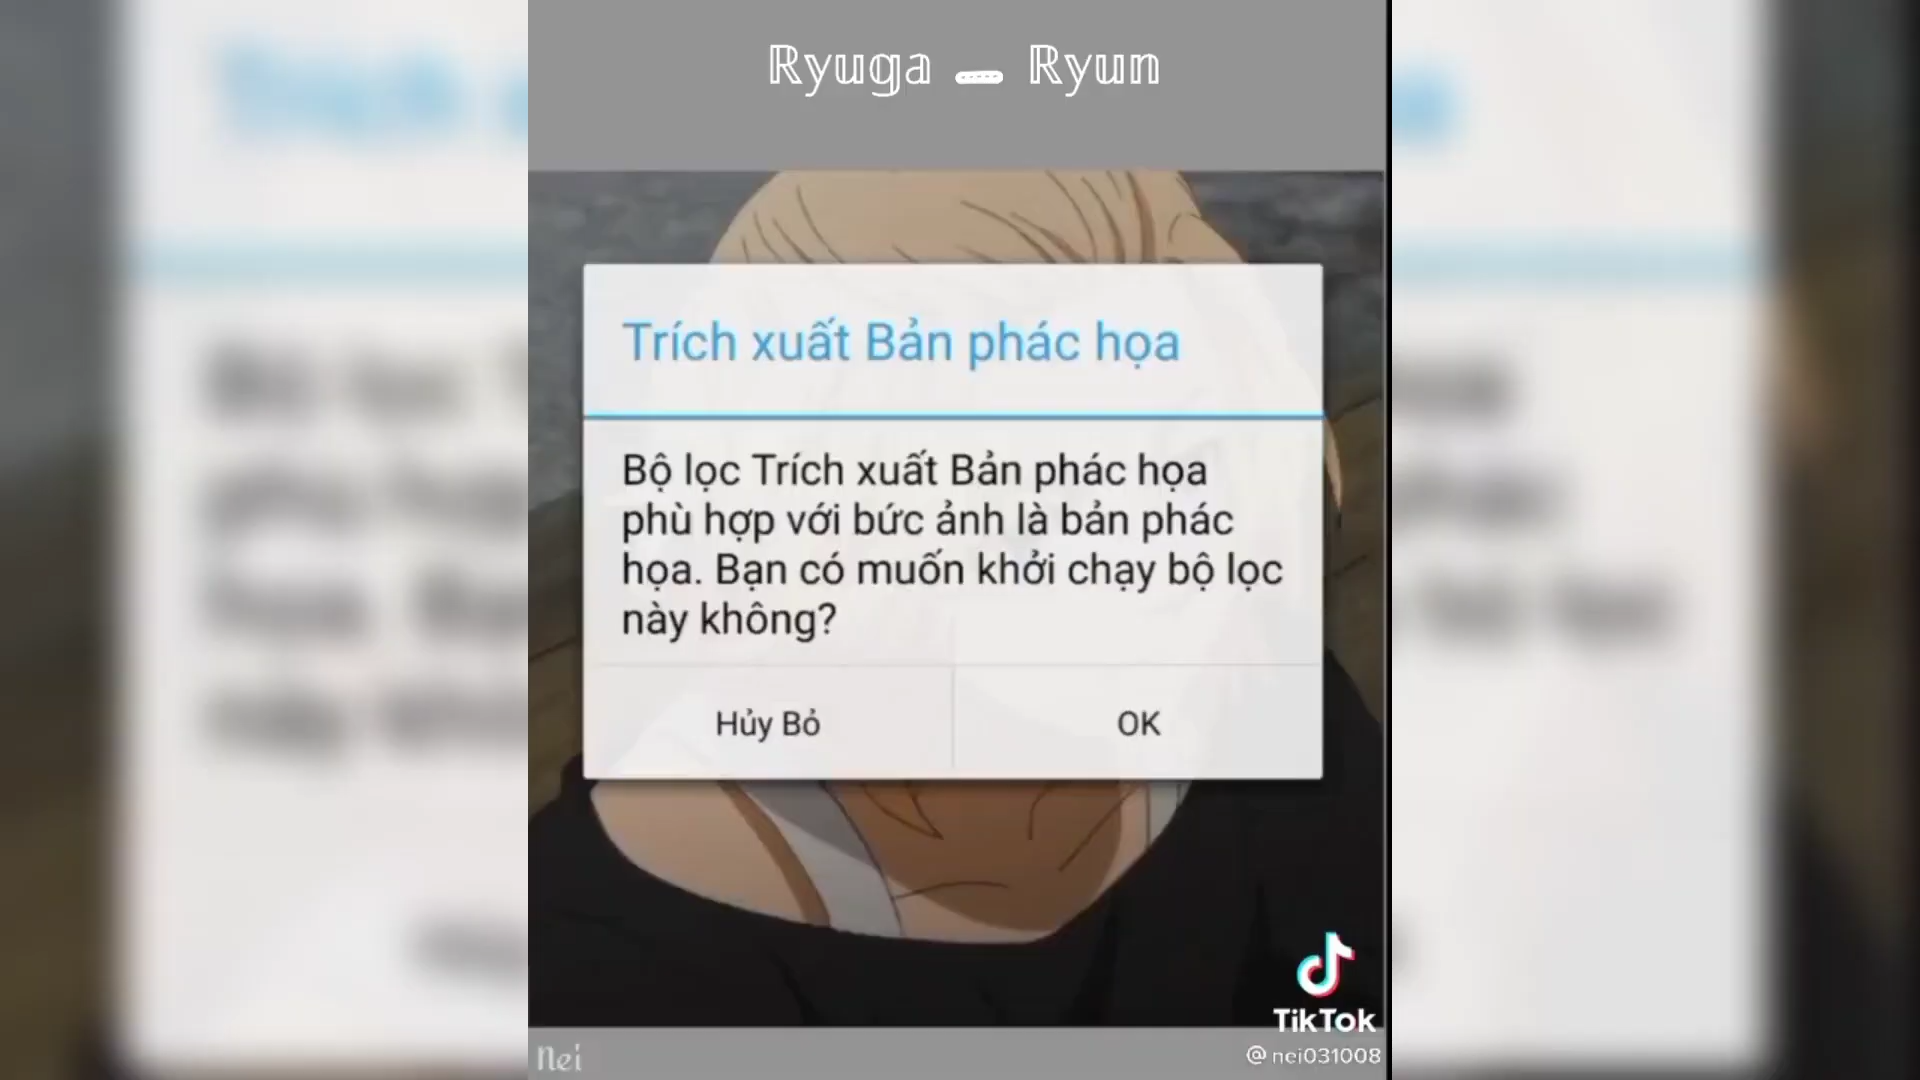 Ryuga _ Ryun
Trích xuất Bản phác họa
Bộ lọc Trích xuất Bản phác họa
phù hợp với bức ảnh là bản phác
họa. Bạn có muốn khởi chạy bộ lọc
này không?
Hủy Bỏ OK
TikTok
Nei
@nei031008